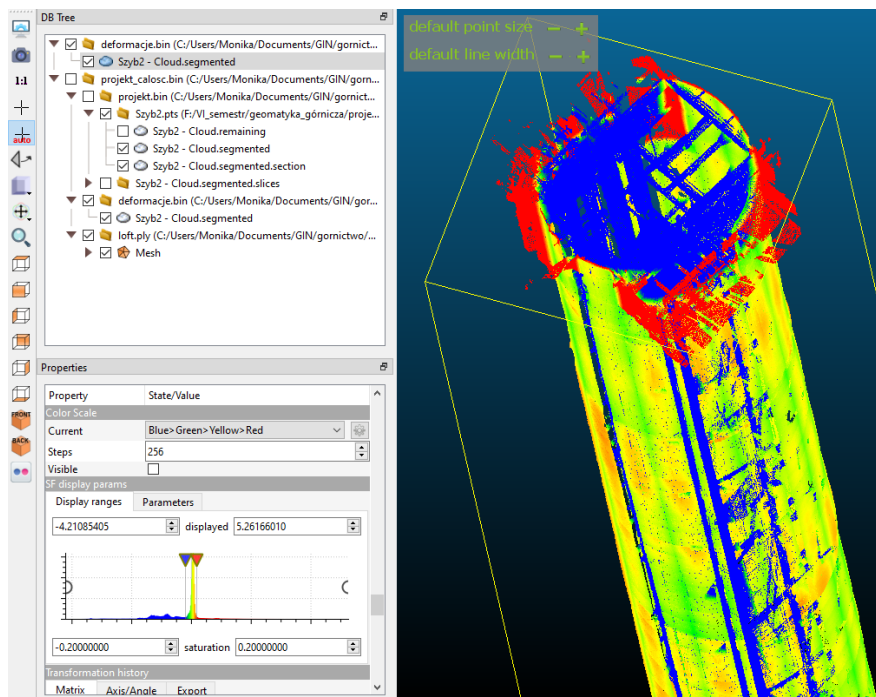 DB Tree
deformacje.bin (C:/Users/Monika/Documents/GIN/gornict...
Szyb2 - Cloud.segmented
projekt_calosc.bin (C:/Users/Monika/Documents/GIN/gornict...
projekt.bin (C:/Users/Monika/Documents/GIN/gornict...
Szyb2.pts (F:/VI_semestr/geomatyka_górnicza/proje...
Szyb2 - Cloud.remaining
Szyb2 - Cloud.segmented
Szyb2 - Cloud.segmented.section
Szyb2 - Cloud.segmented.slices
deformacje.bin (C:/Users/Monika/Documents/GIN/gor...
Szyb2 - Cloud.segmented
loft.ply (C:/Users/Monika/Documents/GIN/gornictwo/...
Mesh
1:1
auto
FRONT
BACK
Properties
Property State/Value
Color Scale
Current Blue>Green>Yellow>Red
Steps 256
Visible
SF display params
Display ranges Parameters
-4.21085405 displayed 5.26166010
-0.20000000 saturation 0.20000000
Transformation history
Matrix Axis/Angle Export
default point size − +
default line width − +